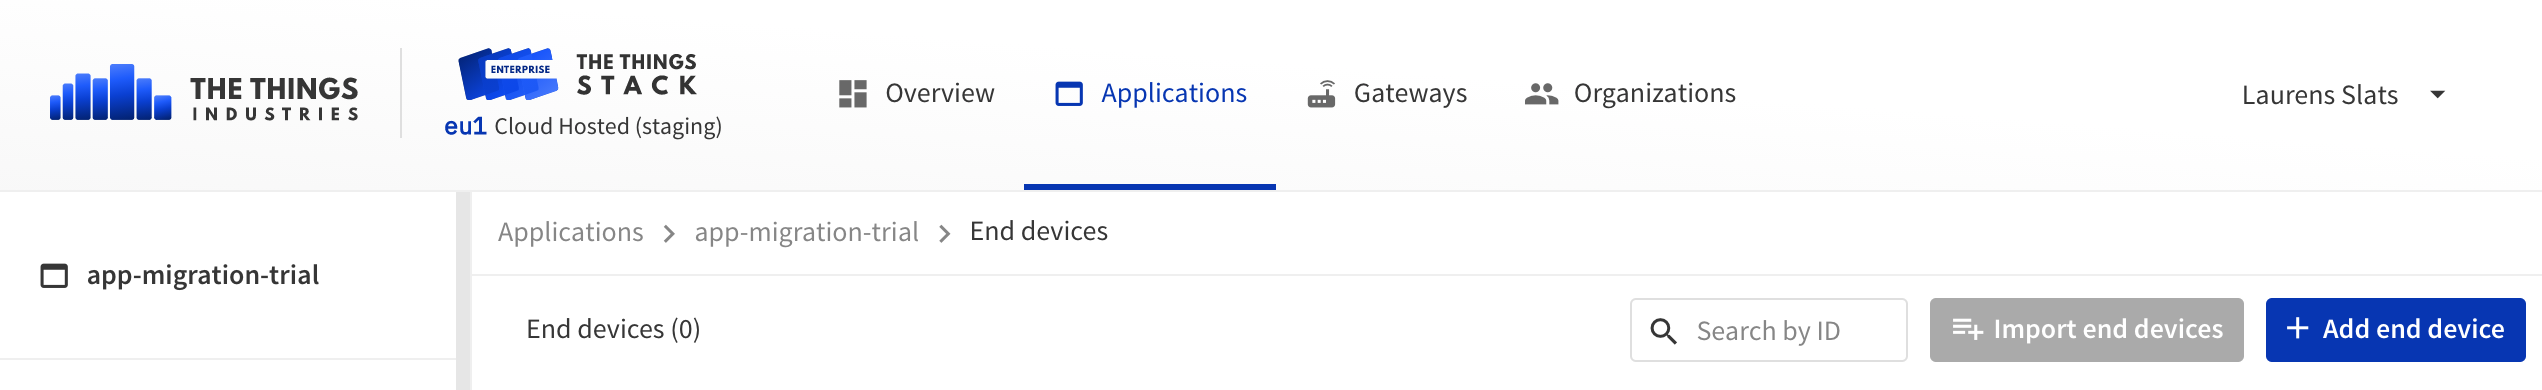 THE THINGS
INDUSTRIES
ENTERPRISE
THE THINGS
STACK
eu1 Cloud Hosted (staging)
Overview
Applications
Gateways
Organizations
Laurens Slats
app-migration-trial
Applications > app-migration-trial > End devices
End devices (0)
Search by ID
Import end devices
+ Add end device